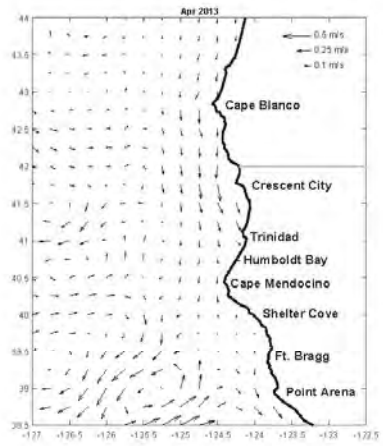 Apr 2013
44
0.5 m/s
0.25 m/s
0.1 m/s
43.5
43
Cape Blanco
42.5
42
Crescent City
41.5
Trinidad
41
Humboldt Bay
40.5
Cape Mendocino
Shelter Cove
40
39.5
Ft. Bragg
39
Point Arena
38.5
-127 -126.5 -126 -125.5 -125 -124.5 -124 -123.5 -123 -122.5